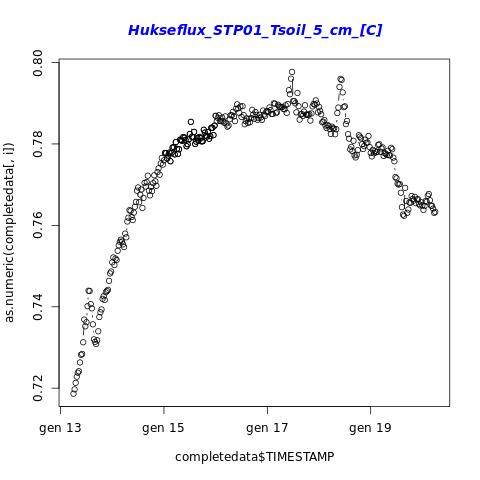 Hukseflux_STP01_Tsoil_5_cm_[C]
as.numeric(completedata[, i])
0.80
0.78
0.76
0.74
0.72
gen 13
gen 15
gen 17
gen 19
completedata$TIMESTAMP